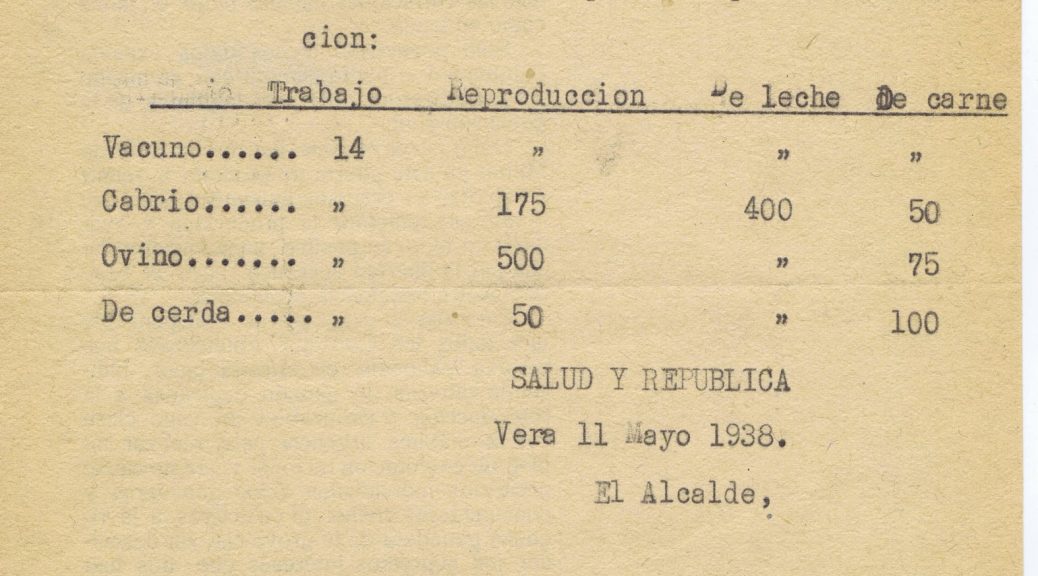 cion:
Trabajo Reproduccion De leche De carne
Vacuno...... 14 " " "
Cabrio...... " 175 400 50
Ovino....... " 500 " 75
De cerda..... " 50 " 100
SALUD Y REPUBLICA
Vera 11 Mayo 1938.
El Alcalde,